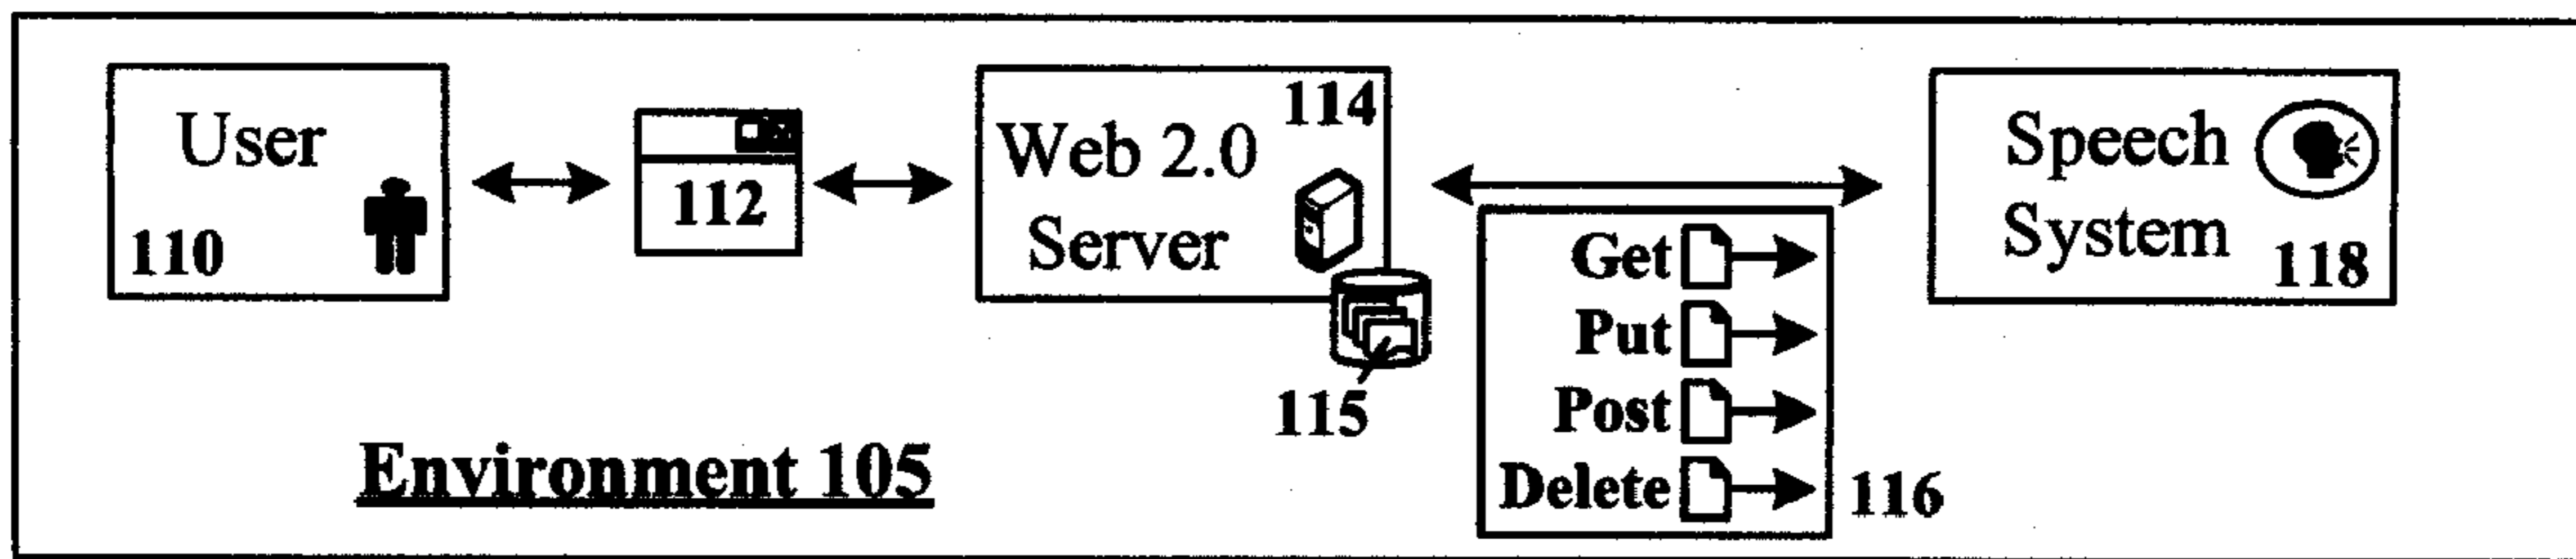 User
110
112
114
Web 2.0
Server
115
Get
Put
Post
Delete
116
Speech
System
118
Environment 105